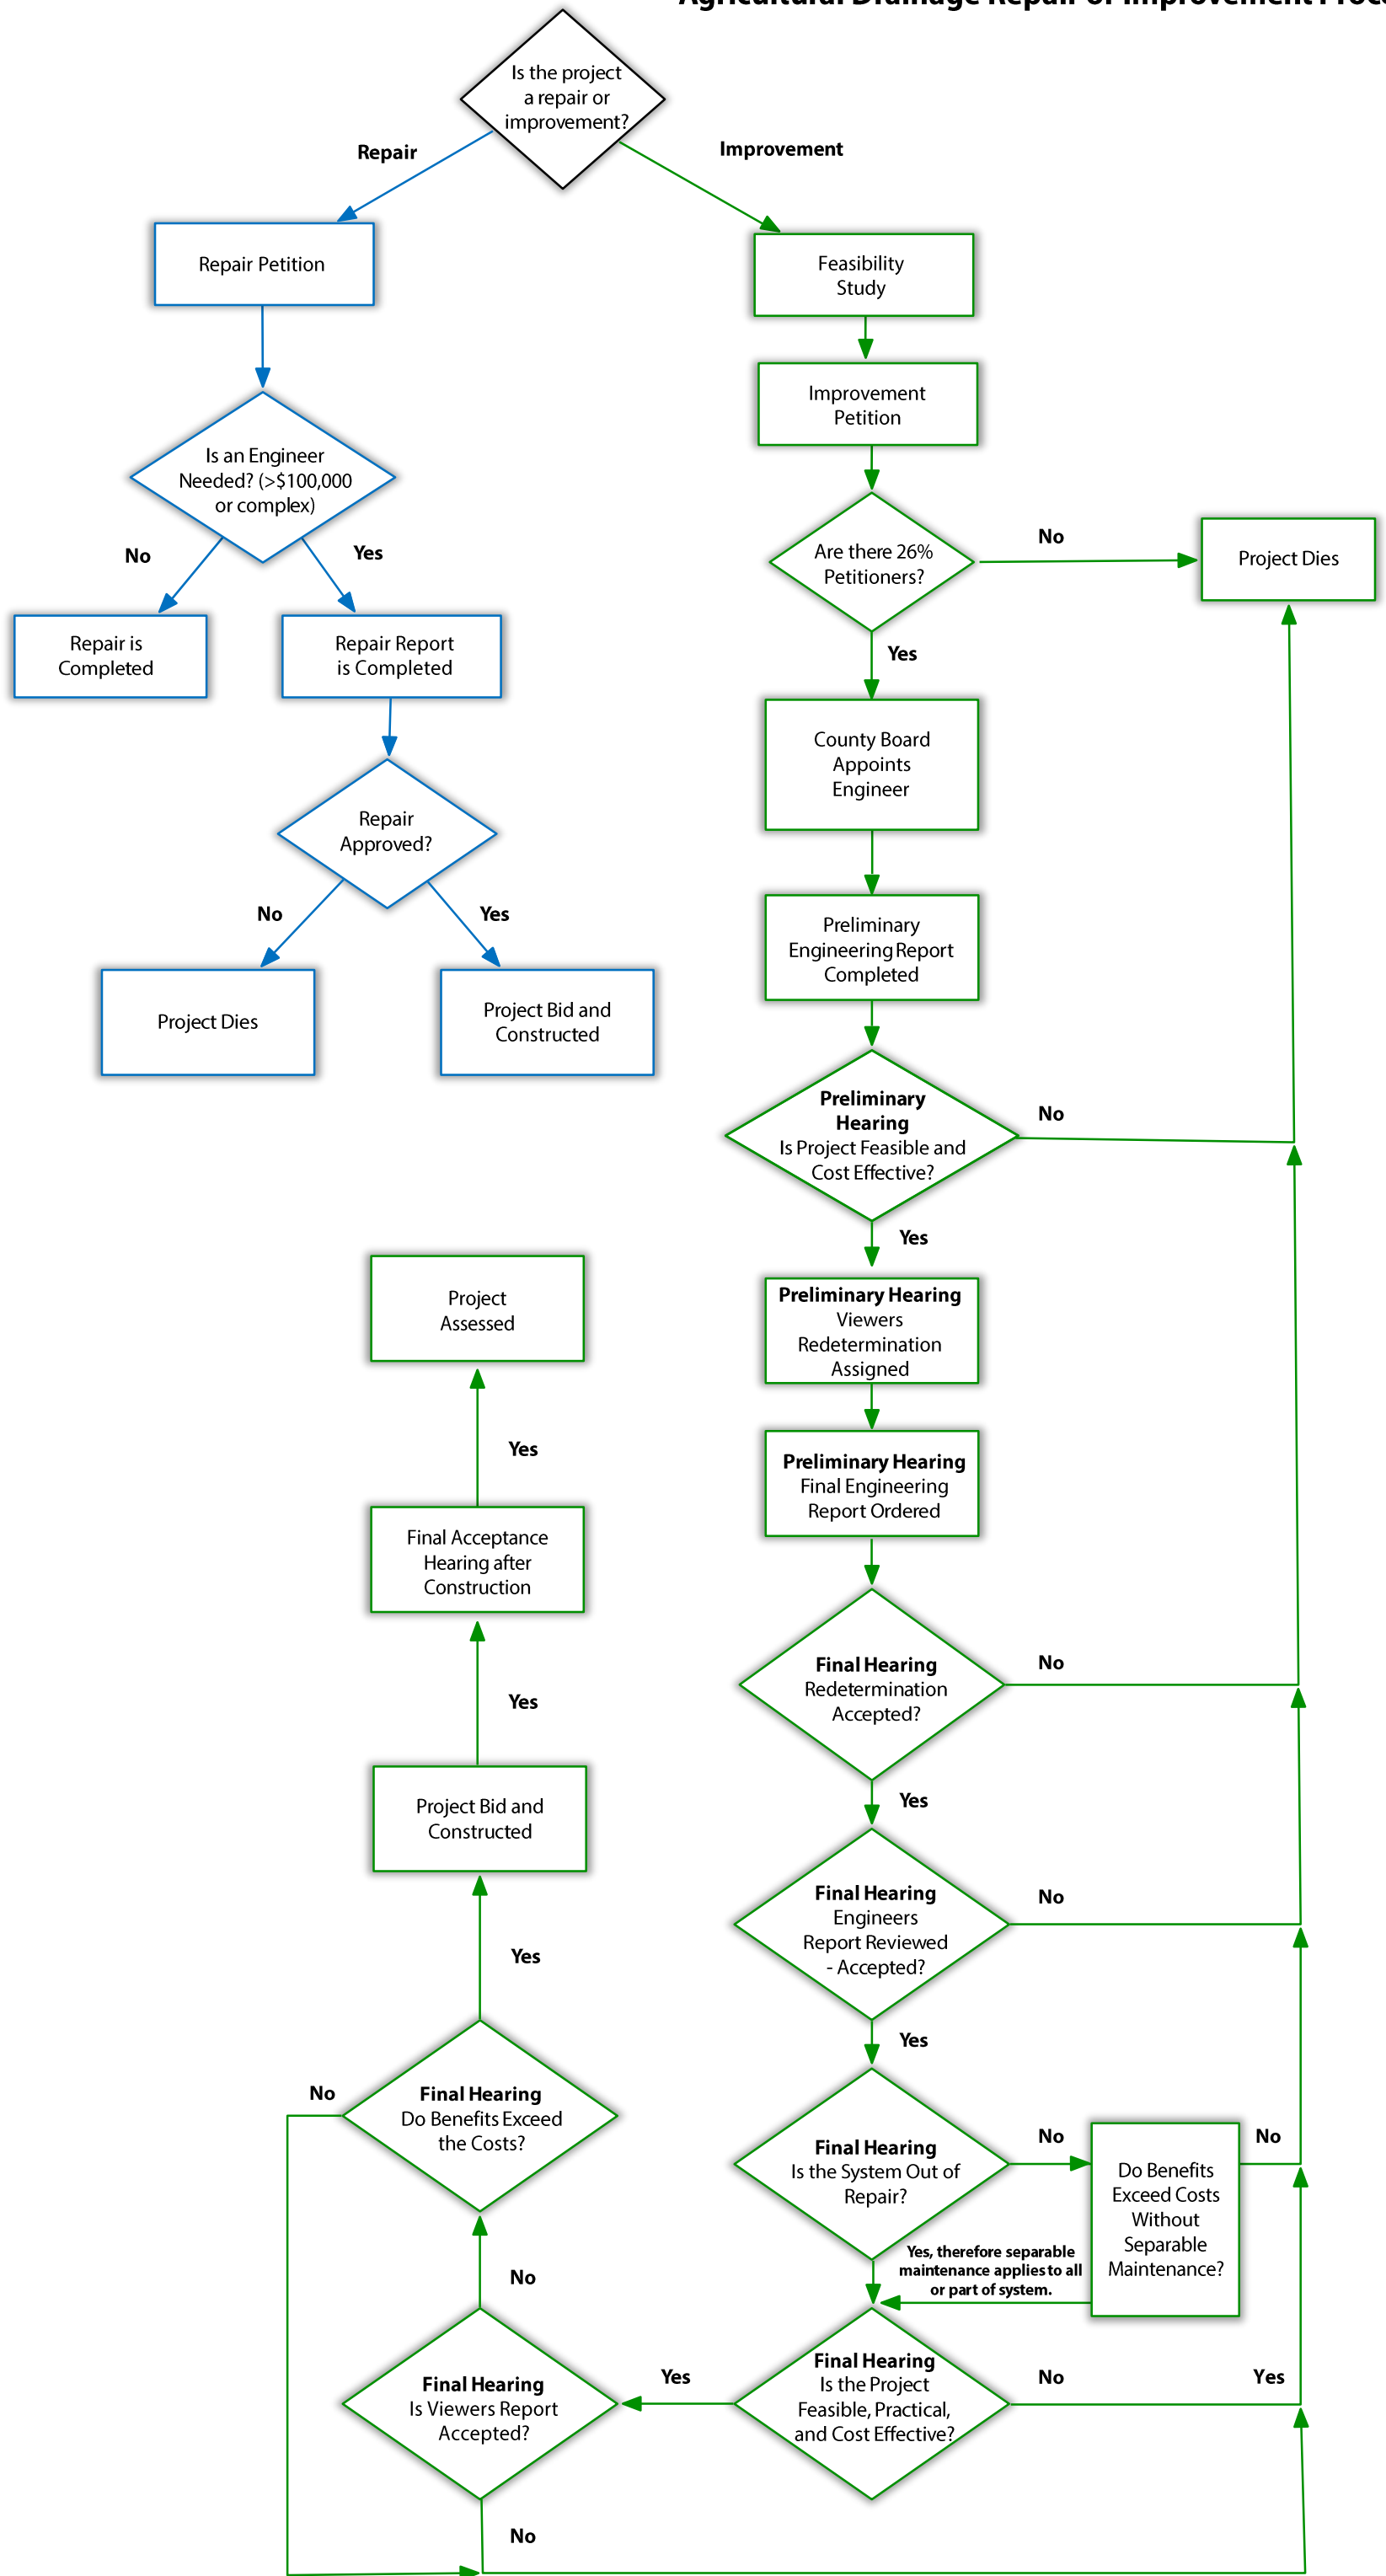 Agricultural Drainage Repair or Improvement
Is the project
a repair or
improvement?
Repair
Improvement
Repair Petition
Feasibility
Study
Improvement
Petition
Is an Engineer
Needed? (>$100,000
or complex)
No
Yes
Are there 26%
Petitioners?
No
Project Dies
Yes
Repair is
Completed
Repair Report
is Completed
County Board
Appoints
Engineer
Repair
Approved?
No
Yes
Preliminary
Engineering Report
Completed
Project Dies
Project Bid and
Constructed
Preliminary
Hearing
Is Project Feasible and
Cost Effective?
No
Yes
Preliminary Hearing
Viewers
Redetermination
Assigned
Project
Assessed
Yes
Preliminary Hearing
Final Engineering
Report Ordered
Final Acceptance
Hearing after
Construction
Yes
Final Hearing
Redetermination
Accepted?
No
Yes
Project Bid and
Constructed
Yes
Final Hearing
Engineers
Report Reviewed
- Accepted?
No
Yes
Final Hearing
Do Benefits Exceed
the Costs?
No
Final Hearing
Is the System Out of
Repair?
No
Do Benefits
Exceed Costs
Without
Separable
Maintenance?
No
Yes, therefore separable
maintenance applies to all
or part of system.
No
Final Hearing
Is Viewers Report
Accepted?
Yes
Final Hearing
Is the Project
Feasible, Practical,
and Cost Effective?
No
Yes
No